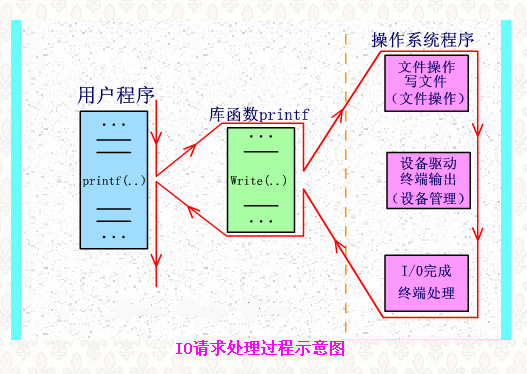 操作系统程序
用户程序
库函数printf
...
printf(..)
...
...
Write(..)
...
文件操作
写文件
(文件操作)
设备驱动
终端输出
(设备管理)
I/O完成
终端处理
IO请求处理过程示意图